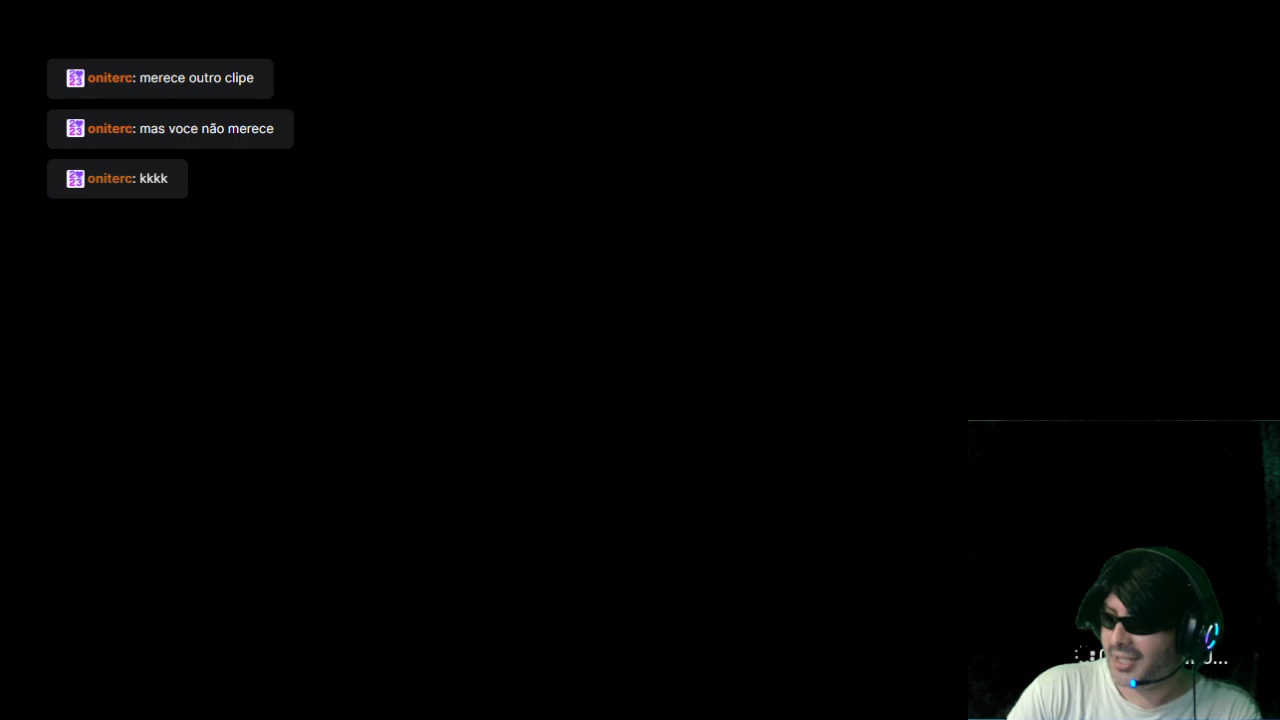 oniterc: merece outro clipe
oniterc: mas voce não merece
oniterc: kkkk